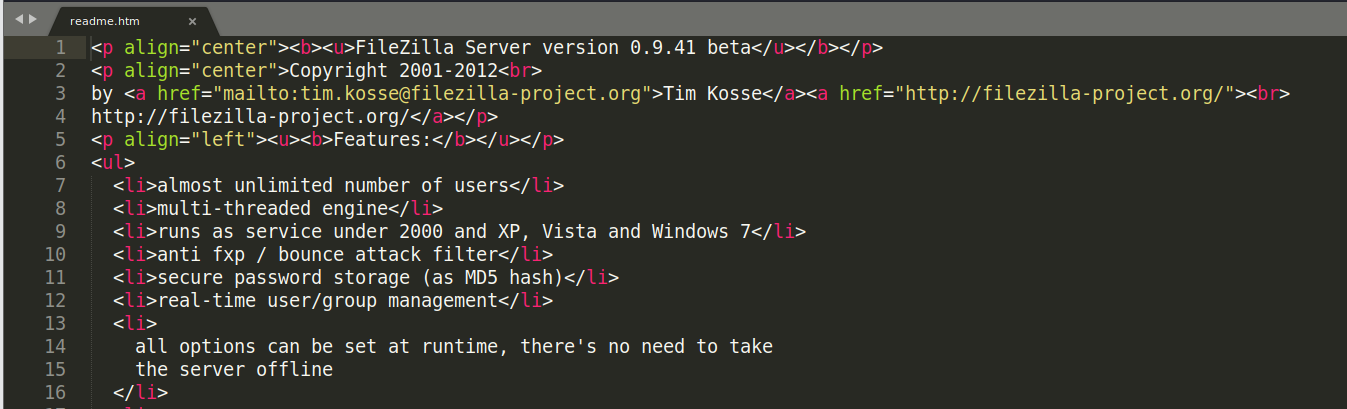 readme.htm ×
1 <p align="center"><b><u>FileZilla Server version 0.9.41 beta</u></b></p>
2 <p align="center">Copyright 2001-2012<br>
3 by <a href="mailto:tim.kosse@filezilla-project.org">Tim Kosse</a><a href="http://filezilla-project.org/"><br>
4 http://filezilla-project.org/</a></p>
5 <p align="left"><u><b>Features:</b></u></p>
6 <ul>
7 <li>almost unlimited number of users</li>
8 <li>multi-threaded engine</li>
9 <li>runs as service under 2000 and XP, Vista and Windows 7</li>
10 <li>anti fxp / bounce attack filter</li>
11 <li>secure password storage (as MD5 hash)</li>
12 <li>real-time user/group management</li>
13 <li>
14 all options can be set at runtime, there's no need to take
15 the server offline
16 </li>